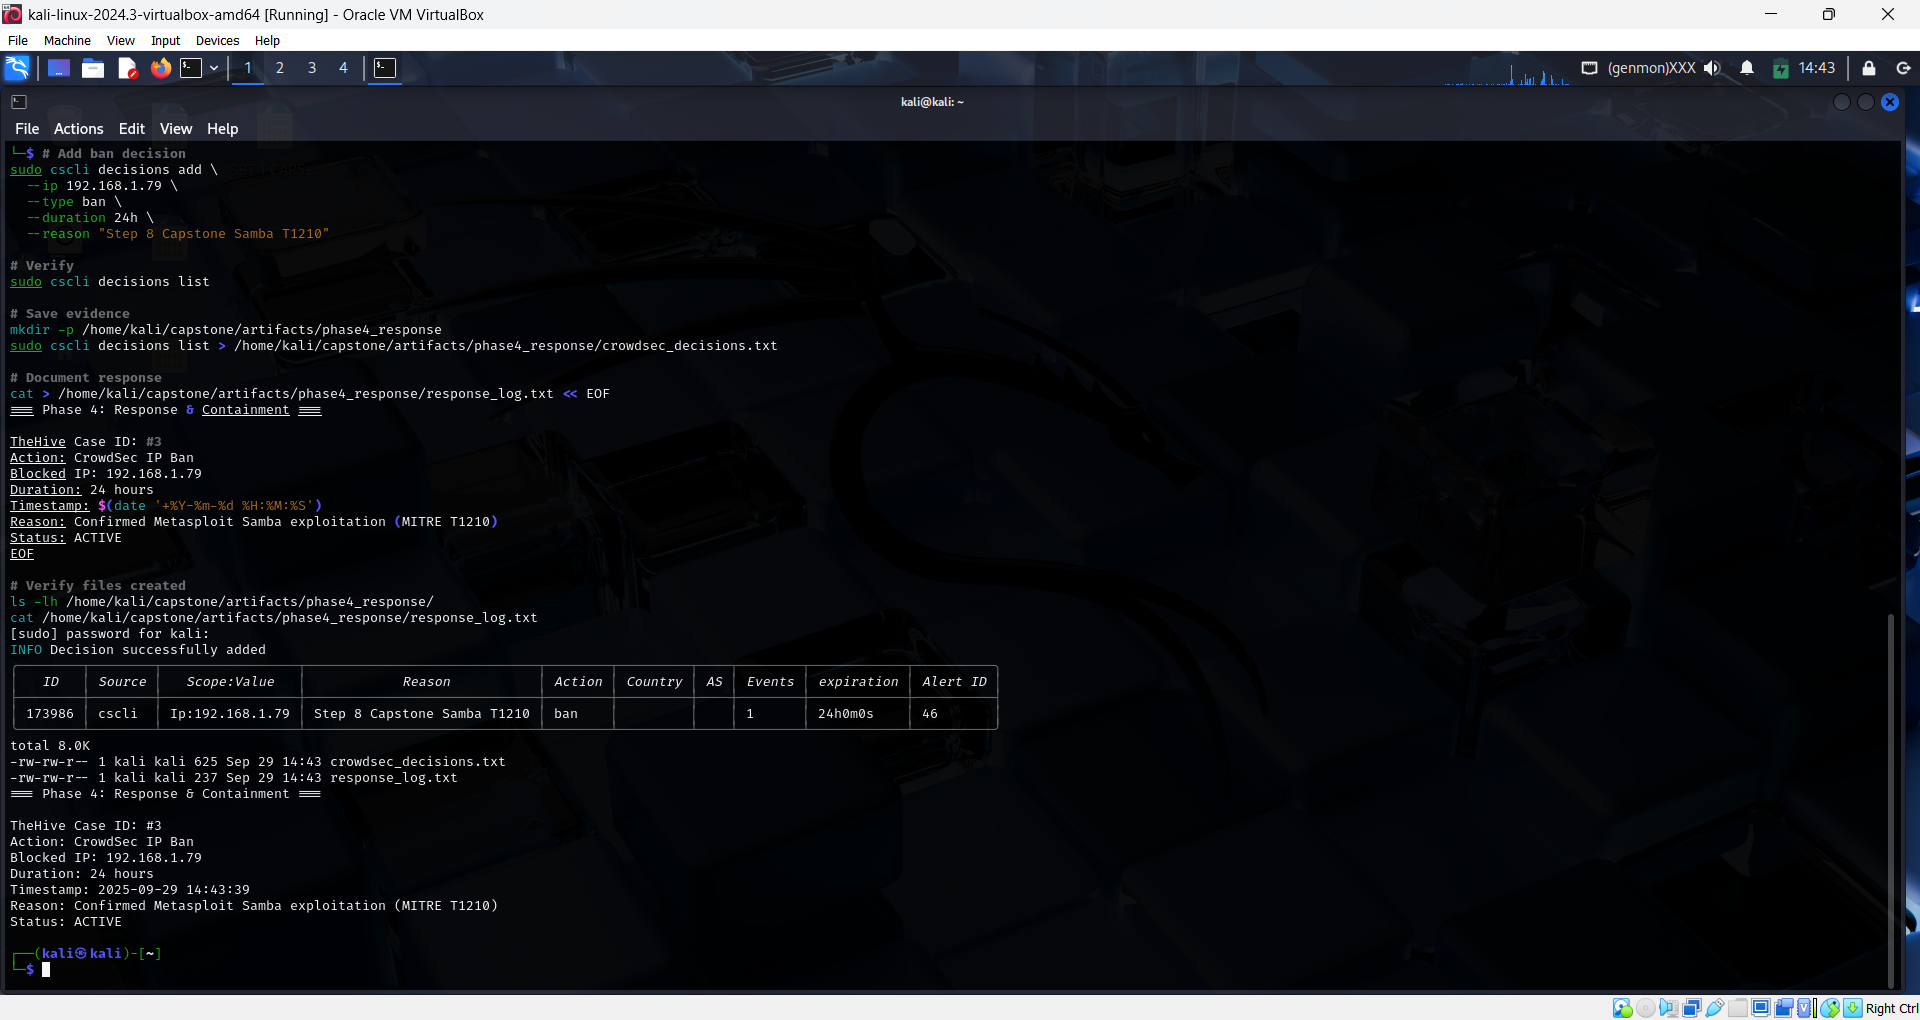 kali-linux-2024.3-virtualbox-amd64 [Running] - Oracle VM VirtualBox
File Machine View Input Devices Help
1 2 3 4 (genmon)XXX 14:43
kali@kali: ~
File Actions Edit View Help
└─$ # Add ban decision
sudo cscli decisions add \
--ip 192.168.1.79 \
--type ban \
--duration 24h \
--reason "Step 8 Capstone Samba T1210"
# Verify
sudo cscli decisions list
# Save evidence
mkdir -p /home/kali/capstone/artifacts/phase4_response
sudo cscli decisions list > /home/kali/capstone/artifacts/phase4_response/crowdsec_decisions.txt
# Document response
cat > /home/kali/capstone/artifacts/phase4_response/response_log.txt << EOF
=== Phase 4: Response & Containment ===
TheHive Case ID: #3
Action: CrowdSec IP Ban
Blocked IP: 192.168.1.79
Duration: 24 hours
Timestamp: $(date '+%Y-%m-%d %H:%M:%S')
Reason: Confirmed Metasploit Samba exploitation (MITRE T1210)
Status: ACTIVE
EOF
# Verify files created
ls -lh /home/kali/capstone/artifacts/phase4_response/
cat /home/kali/capstone/artifacts/phase4_response/response_log.txt
[sudo] password for kali:
INFO Decision successfully added
ID Source Scope:Value Reason Action Country AS Events expiration Alert ID
173986 cscli Ip:192.168.1.79 Step 8 Capstone Samba T1210 ban 1 24h0m0s 46
total 8.0K
-rw-rw-r-- 1 kali kali 625 Sep 29 14:43 crowdsec_decisions.txt
-rw-rw-r-- 1 kali kali 237 Sep 29 14:43 response_log.txt
=== Phase 4: Response & Containment ===
TheHive Case ID: #3
Action: CrowdSec IP Ban
Blocked IP: 192.168.1.79
Duration: 24 hours
Timestamp: 2025-09-29 14:43:39
Reason: Confirmed Metasploit Samba exploitation (MITRE T1210)
Status: ACTIVE
┌──(kali㉿kali)-[~]
└─$
Right Ctrl